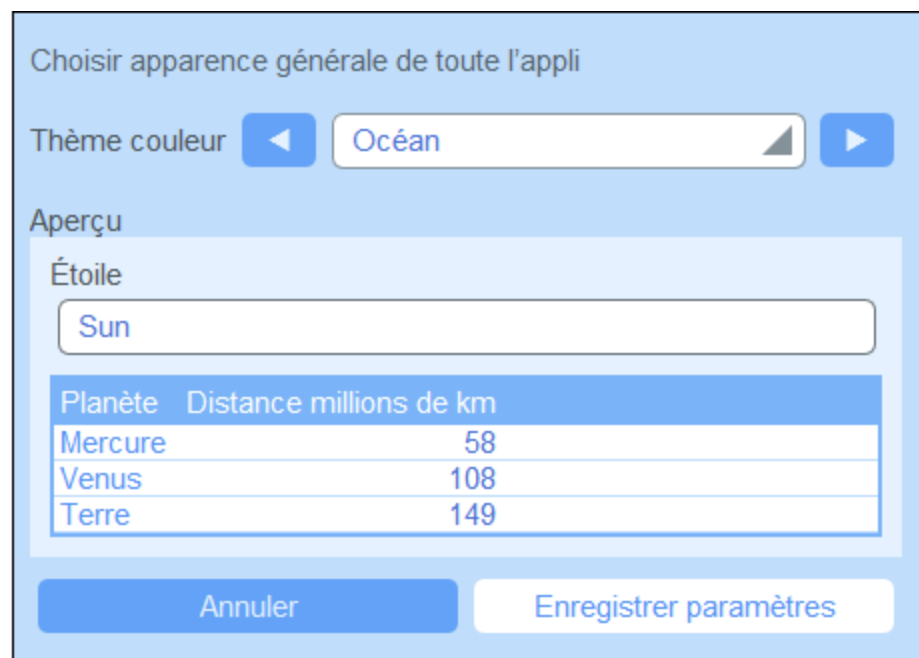 Choisir apparence générale de toute l’appli
Thème couleur Océan
Aperçu
Étoile
Sun
Planète Distance millions de km
Mercure 58
Venus 108
Terre 149
Annuler Enregistrer paramètres